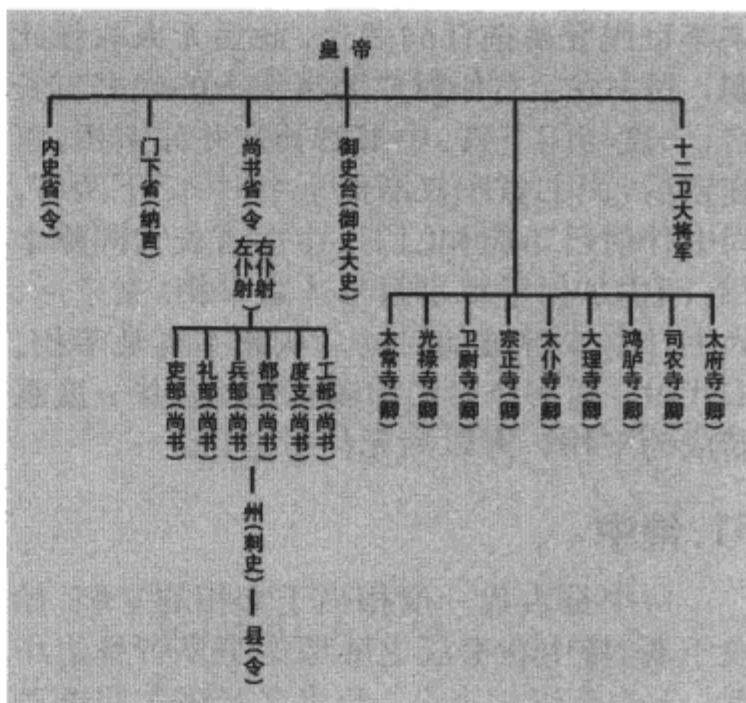 皇帝
内史省(令)
门下省(纳言)
尚书省(令 左仆射 右仆射)
御史台(御史大史)
十二卫大将军
吏部(尚书)
礼部(尚书)
兵部(尚书)
都官(尚书)
度支(尚书)
工部(尚书)
太常寺(卿)
光禄寺(卿)
卫尉寺(卿)
宗正寺(卿)
太仆寺(卿)
大理寺(卿)
鸿胪寺(卿)
司农寺(卿)
太府寺(卿)
州(刺史)
县(令)